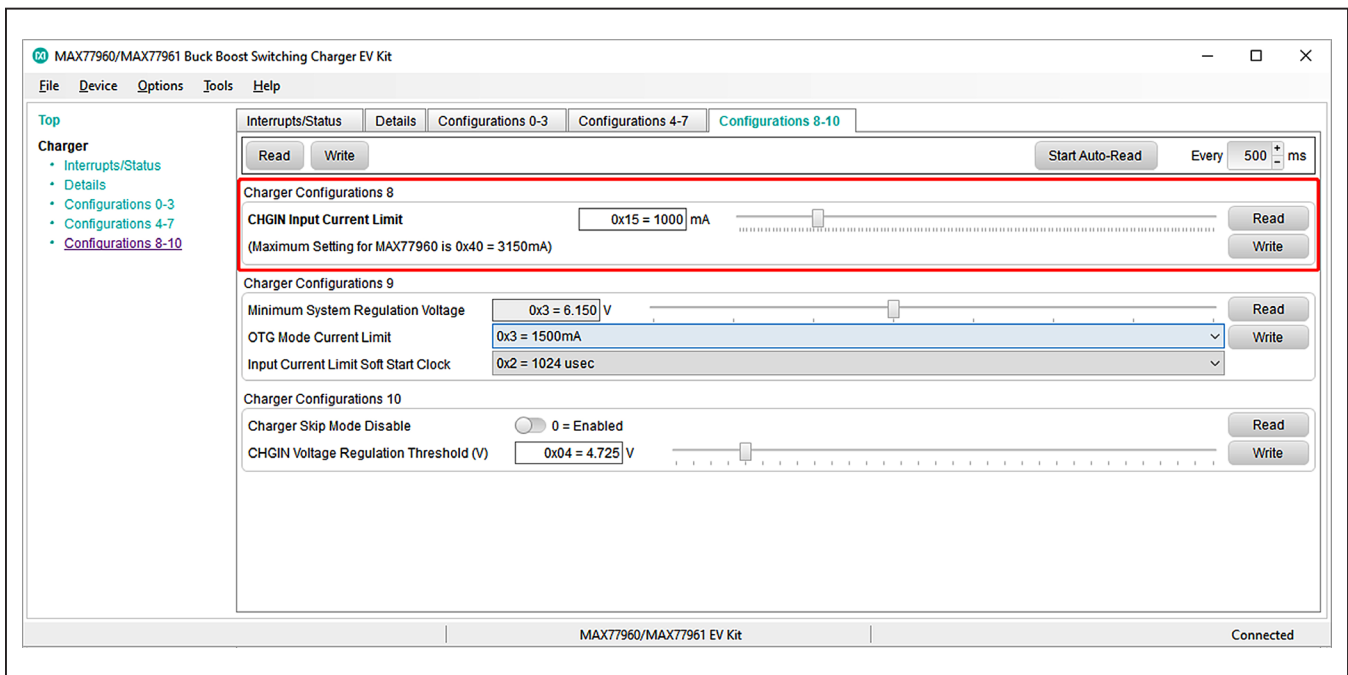 MAX77960/MAX77961 Buck Boost Switching Charger EV Kit
File Device Options Tools Help
Top
Charger
• Interrupts/Status
• Details
• Configurations 0-3
• Configurations 4-7
• Configurations 8-10
Interrupts/Status Details Configurations 0-3 Configurations 4-7 Configurations 8-10
Read Write Start Auto-Read Every 500 + - ms
Charger Configurations 8
CHGIN Input Current Limit 0x15 = 1000 mA Read
(Maximum Setting for MAX77960 is 0x40 = 3150mA) Write
Charger Configurations 9
Minimum System Regulation Voltage 0x3 = 6.150 V Read
OTG Mode Current Limit 0x3 = 1500mA Write
Input Current Limit Soft Start Clock 0x2 = 1024 usec
Charger Configurations 10
Charger Skip Mode Disable 0 = Enabled Read
CHGIN Voltage Regulation Threshold (V) 0x04 = 4.725 V Write
MAX77960/MAX77961 EV Kit Connected